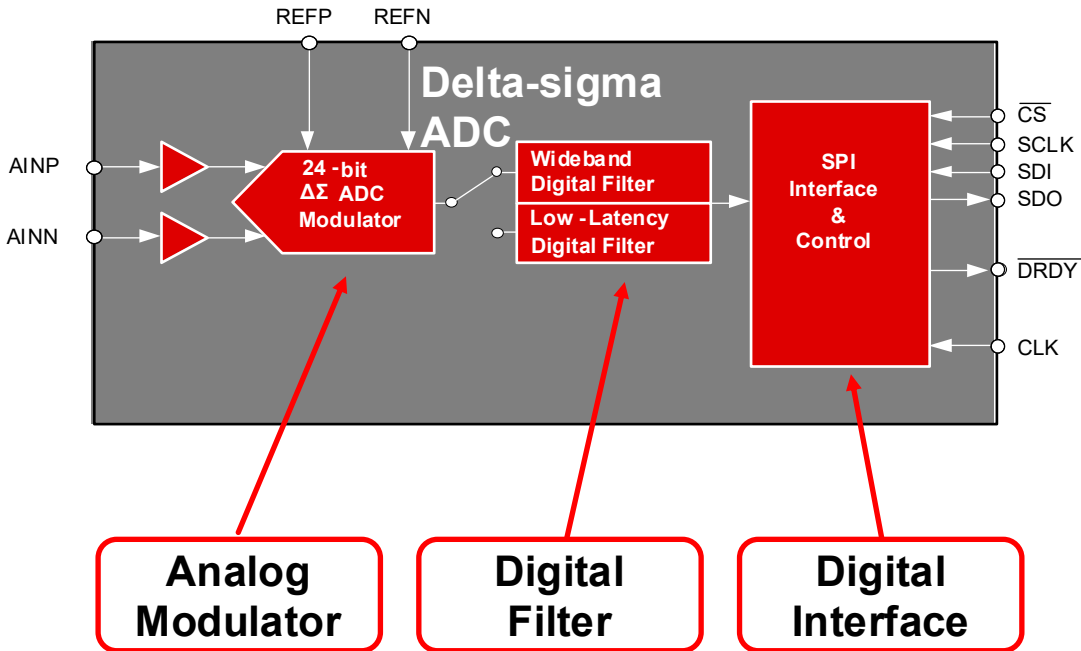 REFP
REFN
Delta-sigma
ADC
AINP
AINN
24 -bit
ΔΣ ADC
Modulator
Wideband
Digital Filter
Low -Latency
Digital Filter
SPI
Interface
&
Control
CS
SCLK
SDI
SDO
DRDY
CLK
Analog
Modulator
Digital
Filter
Digital
Interface